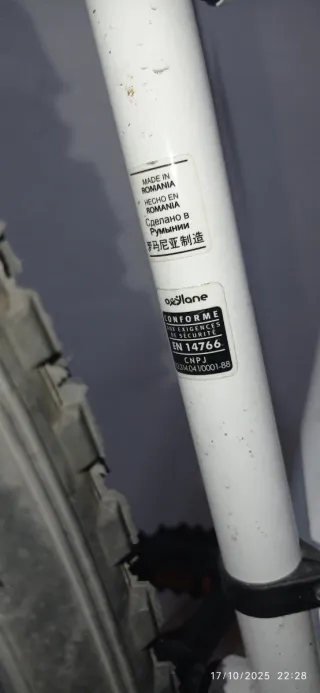 MADE IN
ROMANIA
HECHO EN
ROMANIA
Сделано в
Румынии
罗马尼亚制造
oxylane
CONFORME
AUX EXIGENCES
DE SÉCURITÉ
EN 14766
CNPJ
17/10/2025 22:28